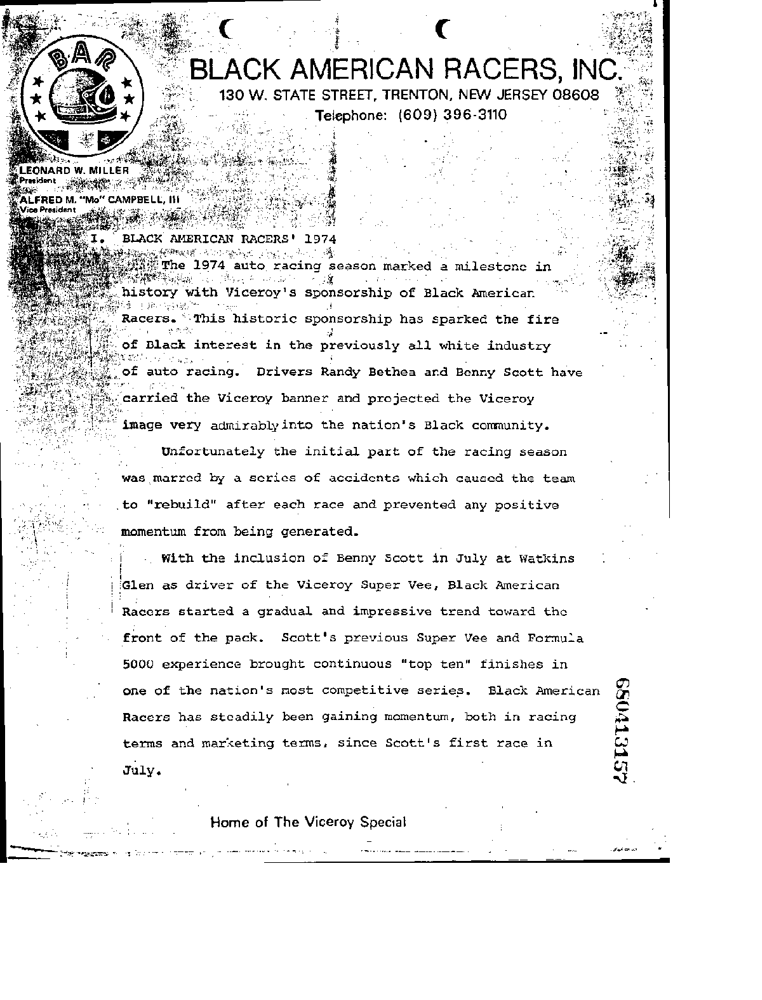 BAR
BLACK AMERICAN RACERS, INC.
130 W. STATE STREET, TRENTON, NEW JERSEY 08608
Telephone: (609) 396-3110
LEONARD W. MILLER
President
ALFRED M. "Mo" CAMPBELL, III
Vice President
I. BLACK AMERICAN RACERS' 1974
The 1974 auto racing season marked a milestone in
history with Viceroy's sponsorship of Black American
Racers. This historic sponsorship has sparked the fire
of Black interest in the previously all white industry
of auto racing. Drivers Randy Bethea and Benny Scott have
carried the Viceroy banner and projected the Viceroy
image very admirably into the nation's Black community.
Unfortunately the initial part of the racing season
was marred by a series of accidents which caused the team
to "rebuild" after each race and prevented any positive
momentum from being generated.
With the inclusion of Benny Scott in July at Watkins
Glen as driver of the Viceroy Super Vee, Black American
Racers started a gradual and impressive trend toward the
front of the pack. Scott's previous Super Vee and Formula
5000 experience brought continuous "top ten" finishes in
one of the nation's most competitive series. Black American
Racers has steadily been gaining momentum, both in racing
terms and marketing terms, since Scott's first race in
July.
680413157
Home of The Viceroy Special